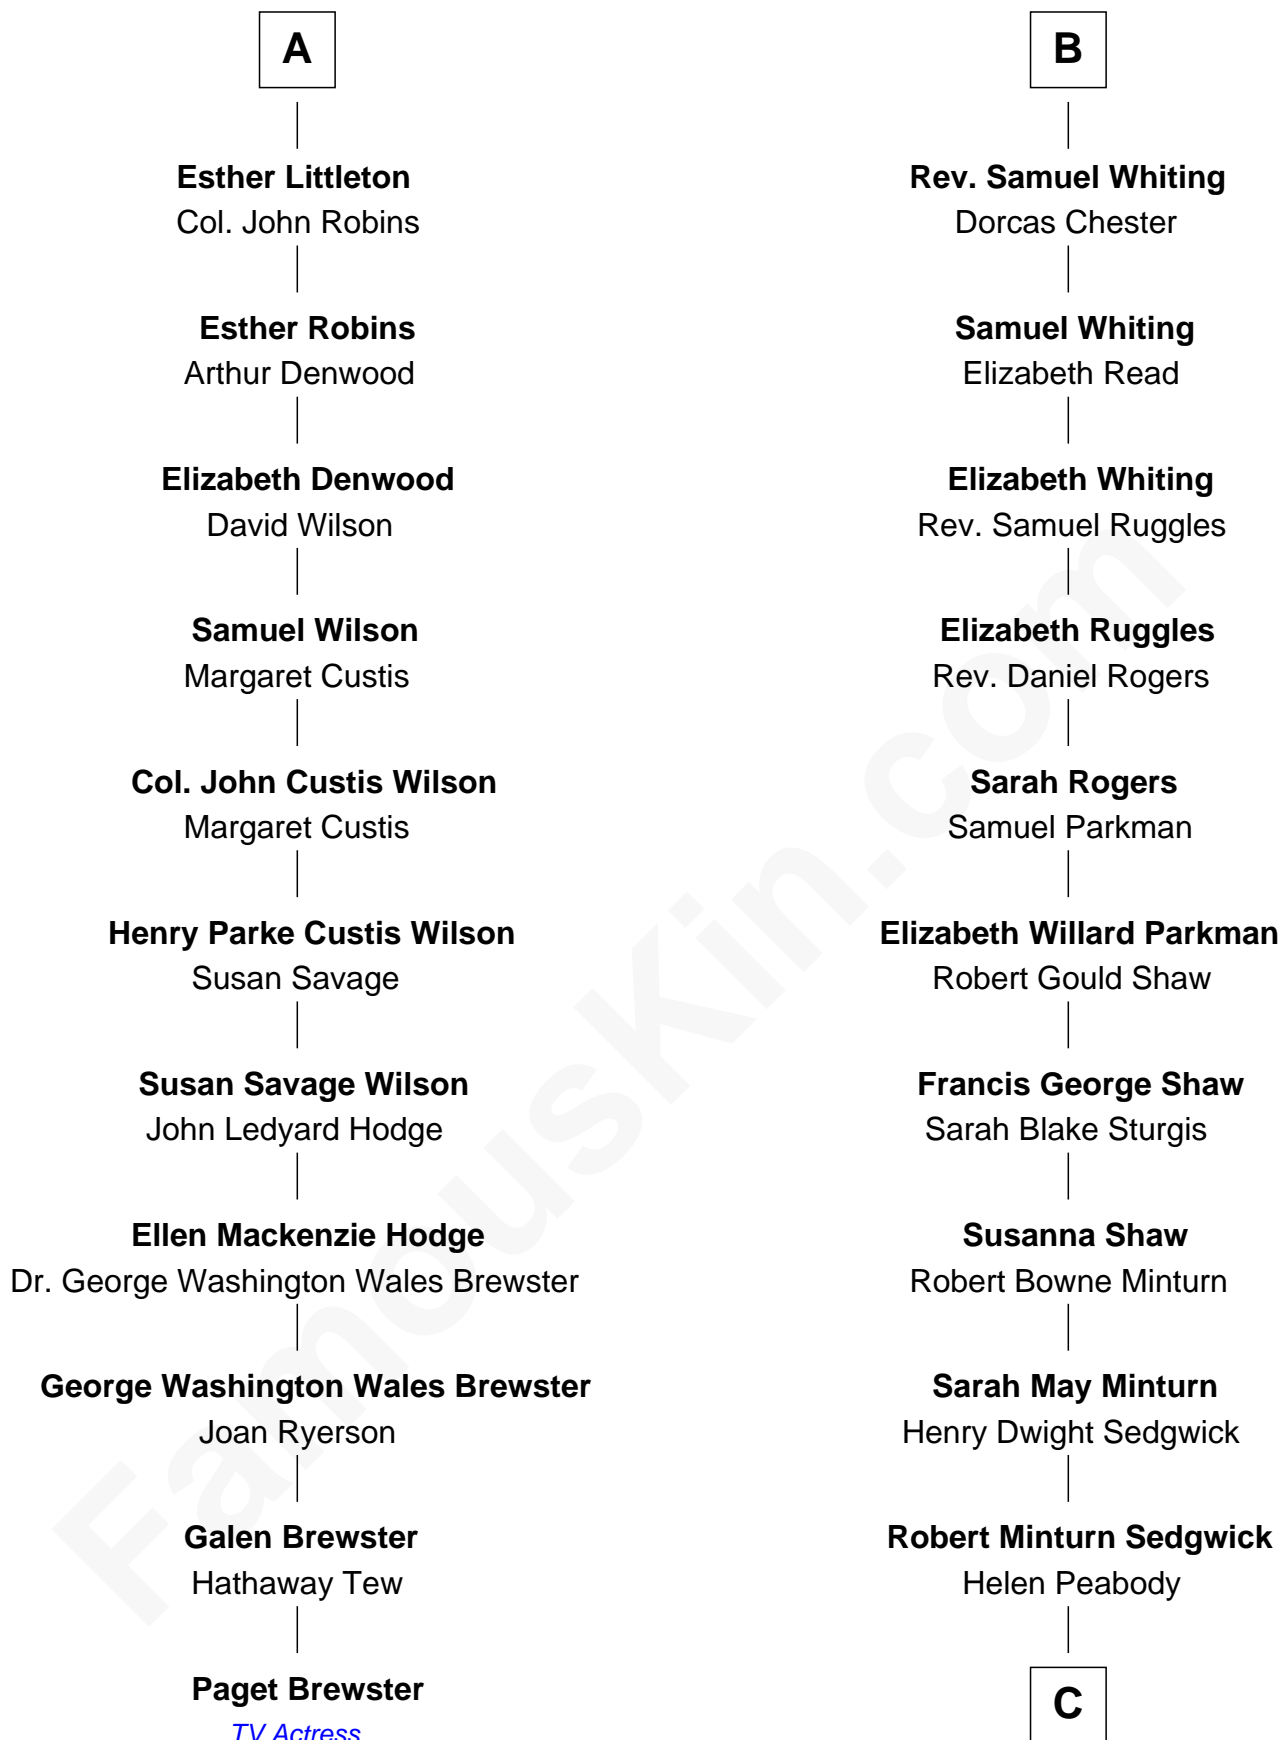 A
Esther Littleton
Col. John Robins
Esther Robins
Arthur Denwood
Elizabeth Denwood
David Wilson
Samuel Wilson
Margaret Custis
Col. John Custis Wilson
Margaret Custis
Henry Parke Custis Wilson
Susan Savage
Susan Savage Wilson
John Ledyard Hodge
Ellen Mackenzie Hodge
Dr. George Washington Wales Brewster
George Washington Wales Brewster
Joan Ryerson
Galen Brewster
Hathaway Tew
Paget Brewster
TV Actress
B
Rev. Samuel Whiting
Dorcas Chester
Samuel Whiting
Elizabeth Read
Elizabeth Whiting
Rev. Samuel Ruggles
Elizabeth Ruggles
Rev. Daniel Rogers
Sarah Rogers
Samuel Parkman
Elizabeth Willard Parkman
Robert Gould Shaw
Francis George Shaw
Sarah Blake Sturgis
Susanna Shaw
Robert Bowne Minturn
Sarah May Minturn
Henry Dwight Sedgwick
Robert Minturn Sedgwick
Helen Peabody
C
FamousKin.com